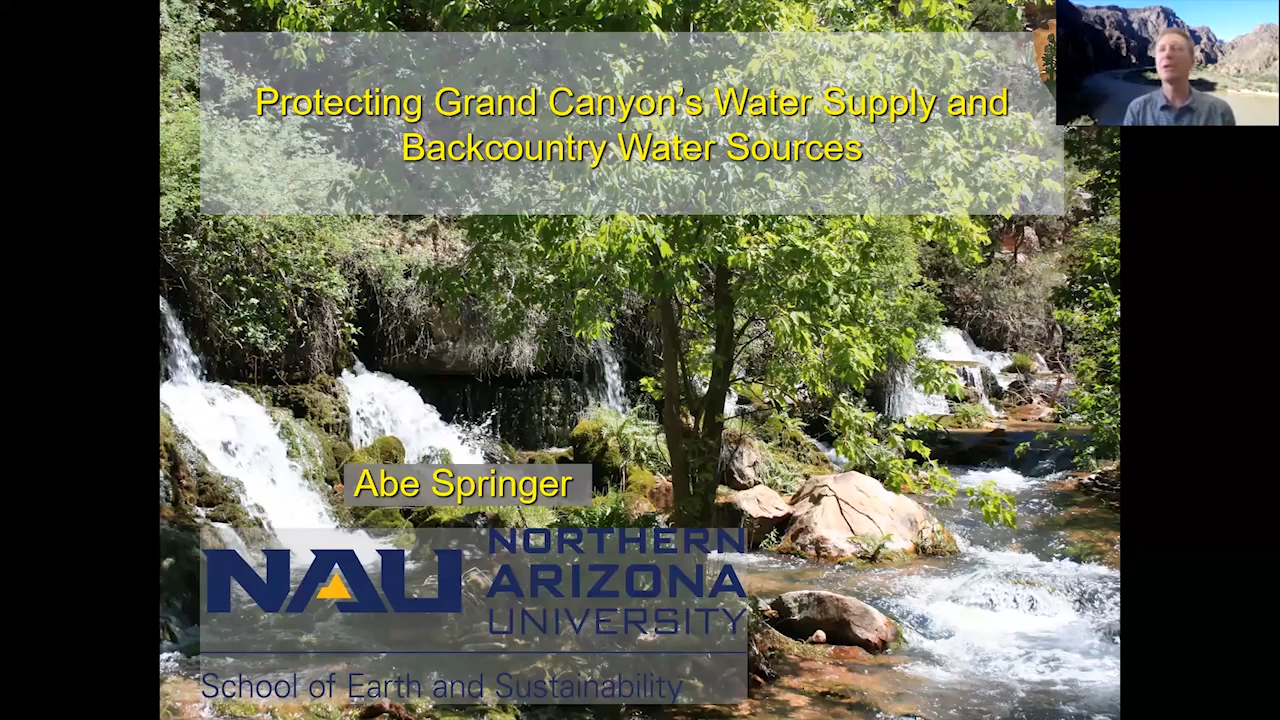 Protecting Grand Canyon's Water Supply and
Backcountry Water Sources
Abe Springer
NAU
NORTHERN
ARIZONA
UNIVERSITY
School of Earth and Sustainability